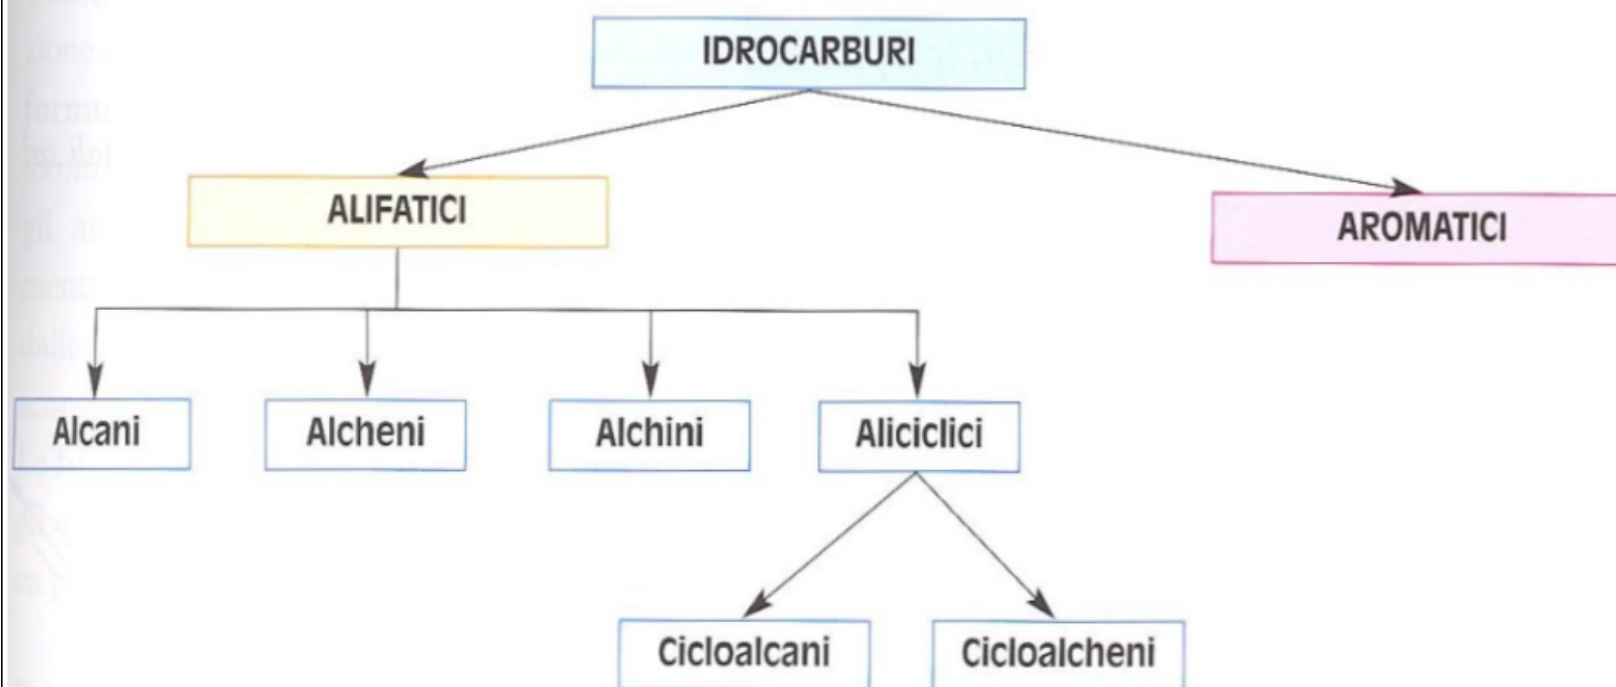 IDROCARBURI
ALIFATICI
AROMATICI
Alcani
Alcheni
Alchini
Aliciclici
Cicloalcani
Cicloalcheni